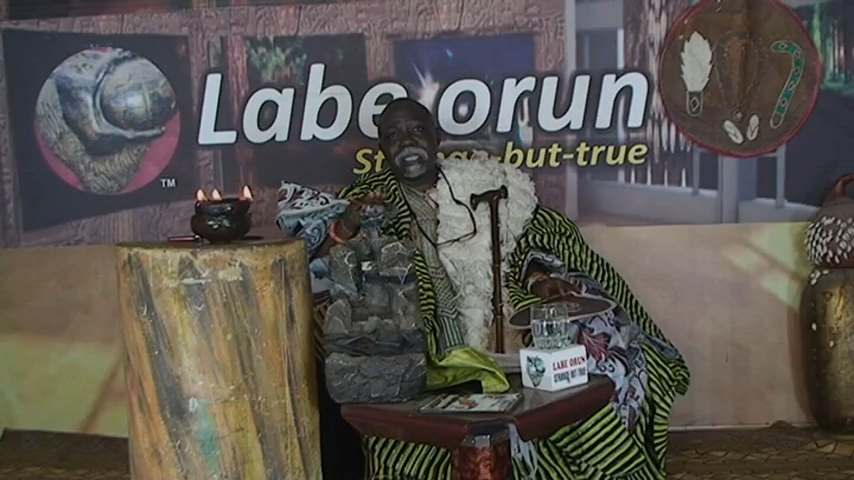 Labe orun
TM
but-true
LABE ORUN
STRANGE BUT TRUE